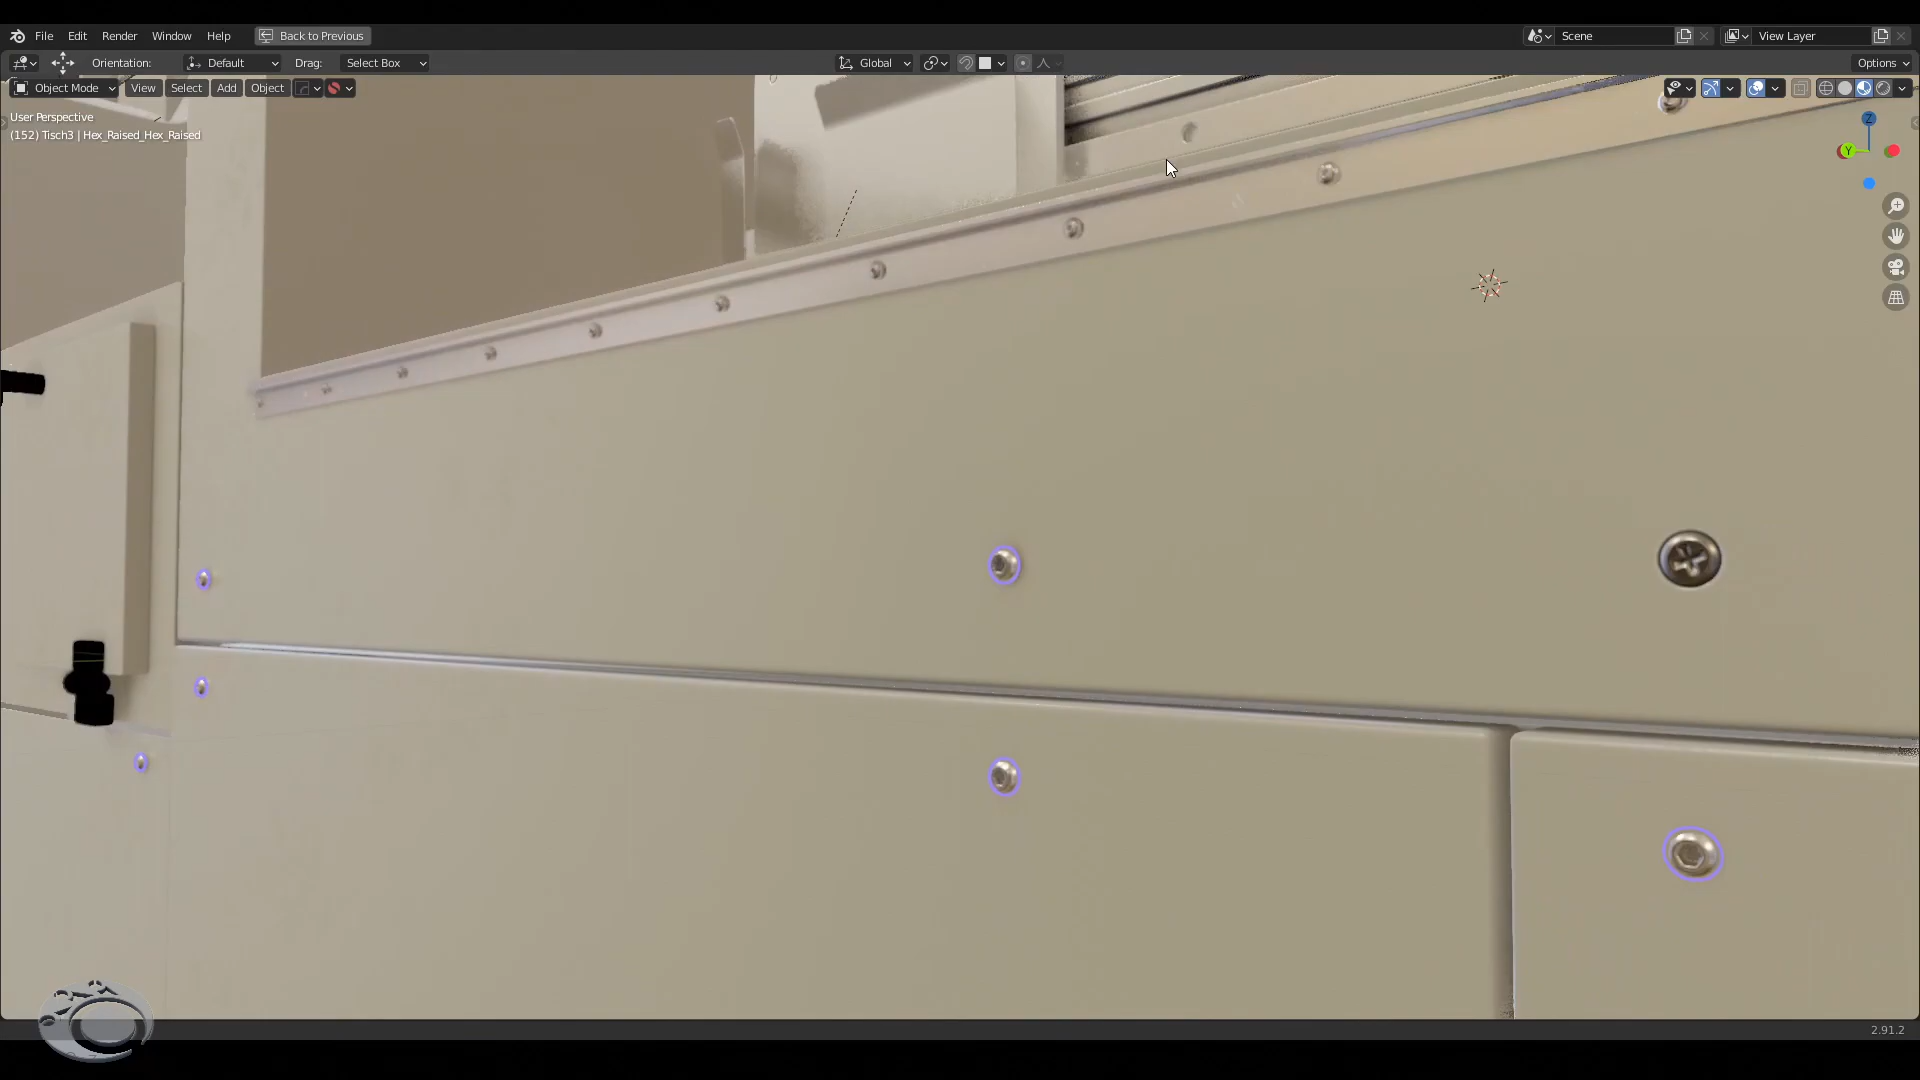 File Edit Render Window Help Back to Previous Scene View Layer
Orientation: Default Drag: Select Box Global Options
Object Mode View Select Add Object
User Perspective
(152) Tisch3 | Hex_Raised_Hex_Raised
Z
Y
2.91.2